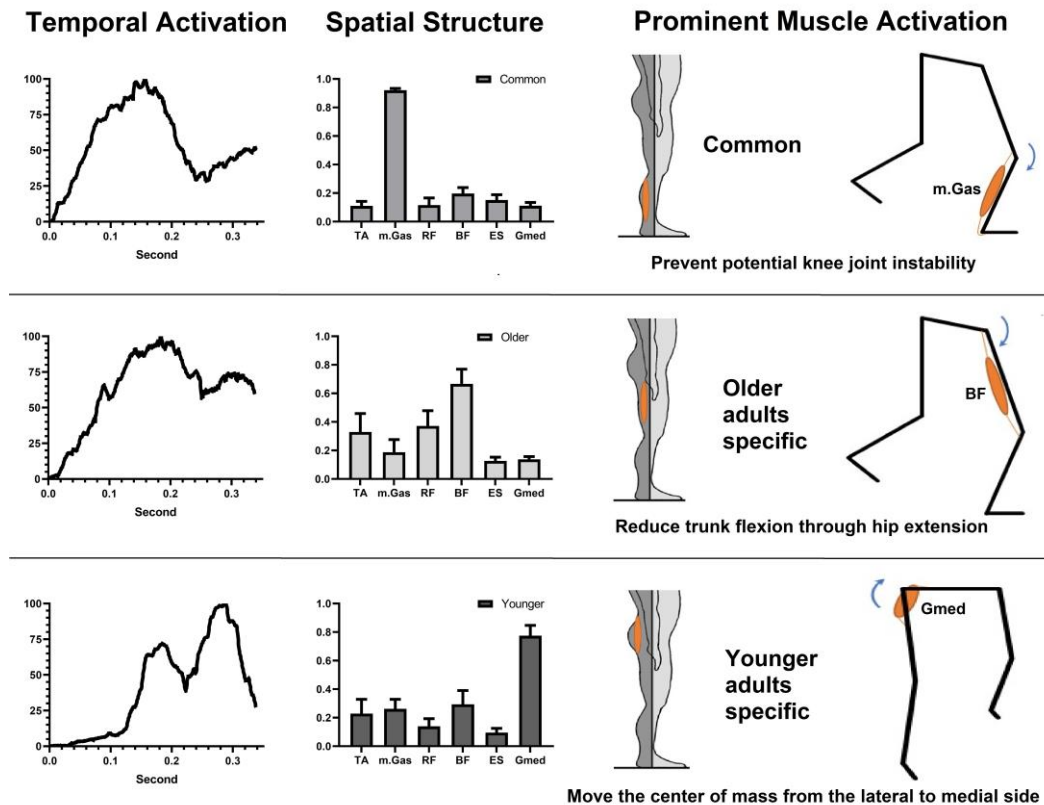 Temporal Activation
Spatial Structure
Prominent Muscle Activation
100
75
50
25
0
0.0 0.1 0.2 0.3
Second
1.0
0.8
0.6
0.4
0.2
0.0
Common
TA m.Gas RF BF ES Gmed
Common
m.Gas
Prevent potential knee joint instability
100
75
50
25
0
0.0 0.1 0.2 0.3
Second
1.0
0.8
0.6
0.4
0.2
0.0
Older
TA m.Gas RF BF ES Gmed
Older
adults
specific
BF
Reduce trunk flexion through hip extension
100
75
50
25
0
0.0 0.1 0.2 0.3
Second
1.0
0.8
0.6
0.4
0.2
0.0
Younger
TA m.Gas RF BF ES Gmed
Younger
adults
specific
Gmed
Move the center of mass from the lateral to medial side